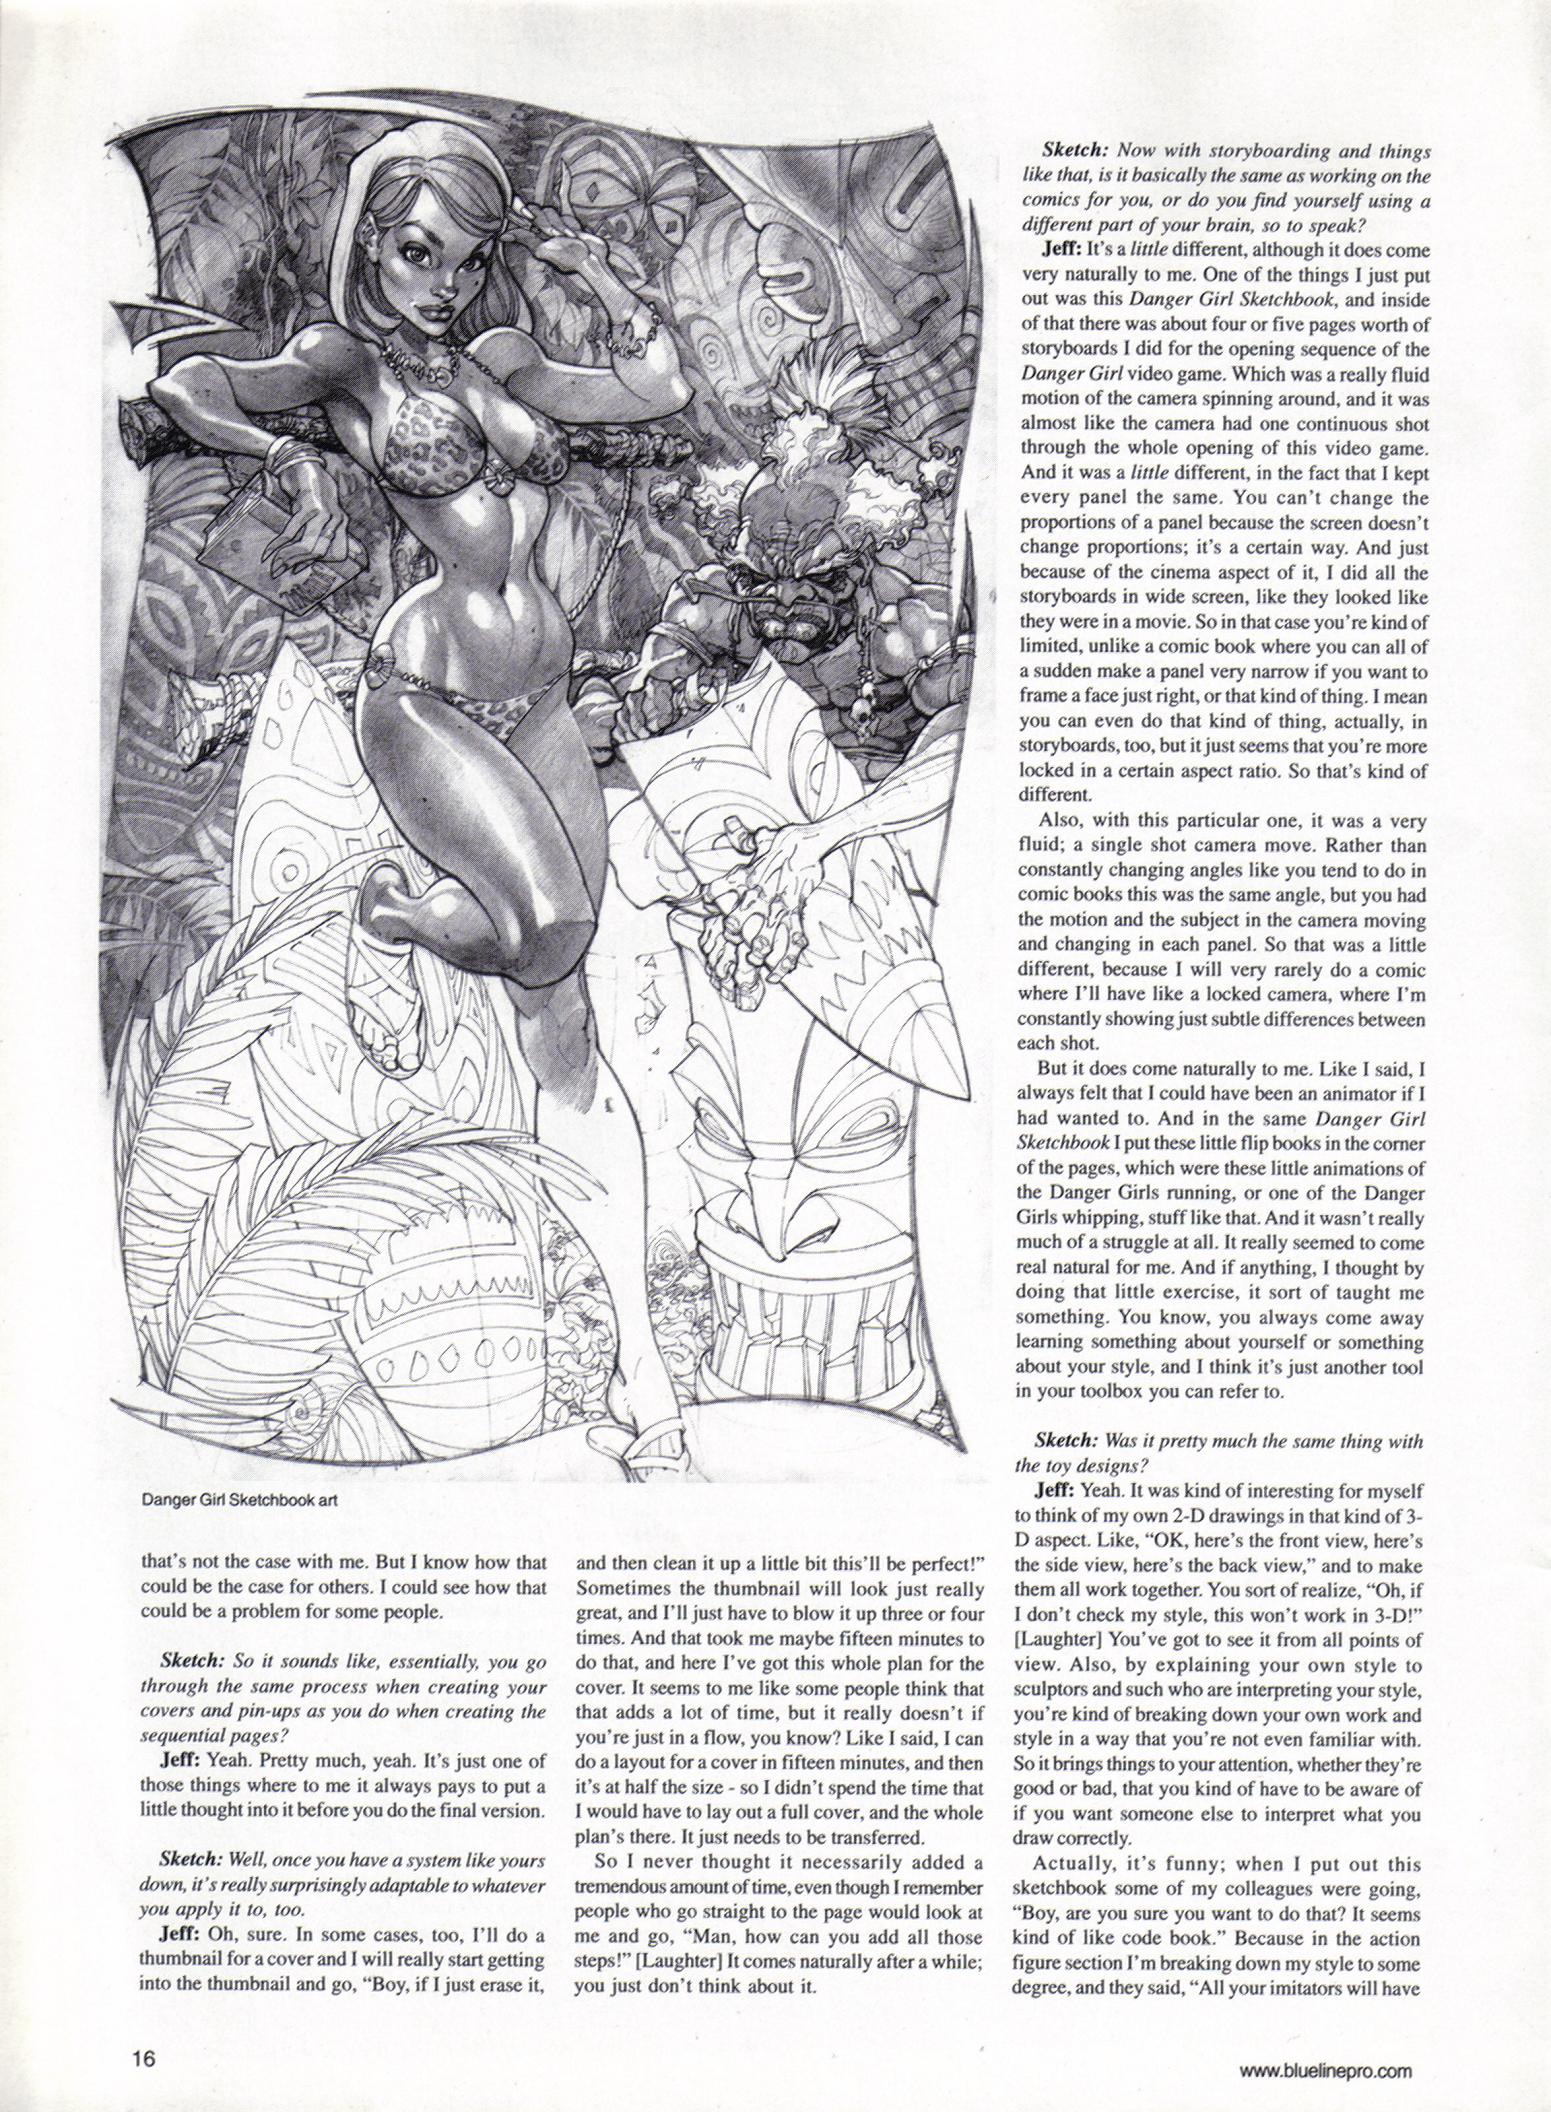 Danger Girl Sketchbook art
that's not the case with me. But I know how that
could be the case for others. I could see how that
could be a problem for some people.
Sketch: So it sounds like, essentially, you go
through the same process when creating your
covers and pin-ups as you do when creating the
sequential pages?
Jeff: Yeah. Pretty much, yeah. It's just one of
those things where to me it always pays to put a
little thought into it before you do the final version.
Sketch: Well, once you have a system like yours
down, it's really surprisingly adaptable to whatever
you apply it to, too.
Jeff: Oh, sure. In some cases, too, I'll do a
thumbnail for a cover and I will really start getting
into the thumbnail and go, “Boy, if I just erase it,
and then clean it up a little bit this'll be perfect!”
Sometimes the thumbnail will look just really
great, and I'll just have to blow it up three or four
times. And that took me maybe fifteen minutes to
do that, and here I've got this whole plan for the
cover. It seems to me like some people think that
that adds a lot of time, but it really doesn't if
you're just in a flow, you know? Like I said, I can
do a layout for a cover in fifteen minutes, and then
it's at half the size - so I didn't spend the time that
I would have to lay out a full cover, and the whole
plan's there. It just needs to be transferred.
So I never thought it necessarily added a
tremendous amount of time, even though I remember
people who go straight to the page would look at
me and go, “Man, how can you add all those
steps!” [Laughter] It comes naturally after a while;
you just don't think about it.
Sketch: Now with storyboarding and things
like that, is it basically the same as working on the
comics for you, or do you find yourself using a
different part of your brain, so to speak?
Jeff: It's a little different, although it does come
very naturally to me. One of the things I just put
out was this Danger Girl Sketchbook, and inside
of that there was about four or five pages worth of
storyboards I did for the opening sequence of the
Danger Girl video game. Which was a really fluid
motion of the camera spinning around, and it was
almost like the camera had one continuous shot
through the whole opening of this video game.
And it was a little different, in the fact that I kept
every panel the same. You can't change the
proportions of a panel because the screen doesn't
change proportions; it's a certain way. And just
because of the cinema aspect of it, I did all the
storyboards in wide screen, like they looked like
they were in a movie. So in that case you're kind of
limited, unlike a comic book where you can all of
a sudden make a panel very narrow if you want to
frame a face just right, or that kind of thing. I mean
you can even do that kind of thing, actually, in
storyboards, too, but it just seems that you're more
locked in a certain aspect ratio. So that's kind of
different.
Also, with this particular one, it was a very
fluid; a single shot camera move. Rather than
constantly changing angles like you tend to do in
comic books this was the same angle, but you had
the motion and the subject in the camera moving
and changing in each panel. So that was a little
different, because I will very rarely do a comic
where I'll have like a locked camera, where I'm
constantly showing just subtle differences between
each shot.
But it does come naturally to me. Like I said, I
always felt that I could have been an animator if I
had wanted to. And in the same Danger Girl
Sketchbook I put these little flip books in the corner
of the pages, which were these little animations of
the Danger Girls running, or one of the Danger
Girls whipping, stuff like that. And it wasn't really
much of a struggle at all. It really seemed to come
real natural for me. And if anything, I thought by
doing that little exercise, it sort of taught me
something. You know, you always come away
learning something about yourself or something
about your style, and I think it's just another tool
in your toolbox you can refer to.
Sketch: Was it pretty much the same thing with
the toy designs?
Jeff: Yeah. It was kind of interesting for myself
to think of my own 2-D drawings in that kind of 3-
D aspect. Like, “OK, here's the front view, here's
the side view, here's the back view,” and to make
them all work together. You sort of realize, “Oh, if
I don't check my style, this won't work in 3-D!”
[Laughter] You've got to see it from all points of
view. Also, by explaining your own style to
sculptors and such who are interpreting your style,
you're kind of breaking down your own work and
style in a way that you're not even familiar with.
So it brings things to your attention, whether they're
good or bad, that you kind of have to be aware of
if you want someone else to interpret what you
draw correctly.
Actually, it's funny; when I put out this
sketchbook some of my colleagues were going,
“Boy, are you sure you want to do that? It seems
kind of like code book.” Because in the action
figure section I'm breaking down my style to some
degree, and they said, “All your imitators will have
16
www.bluelinepro.com